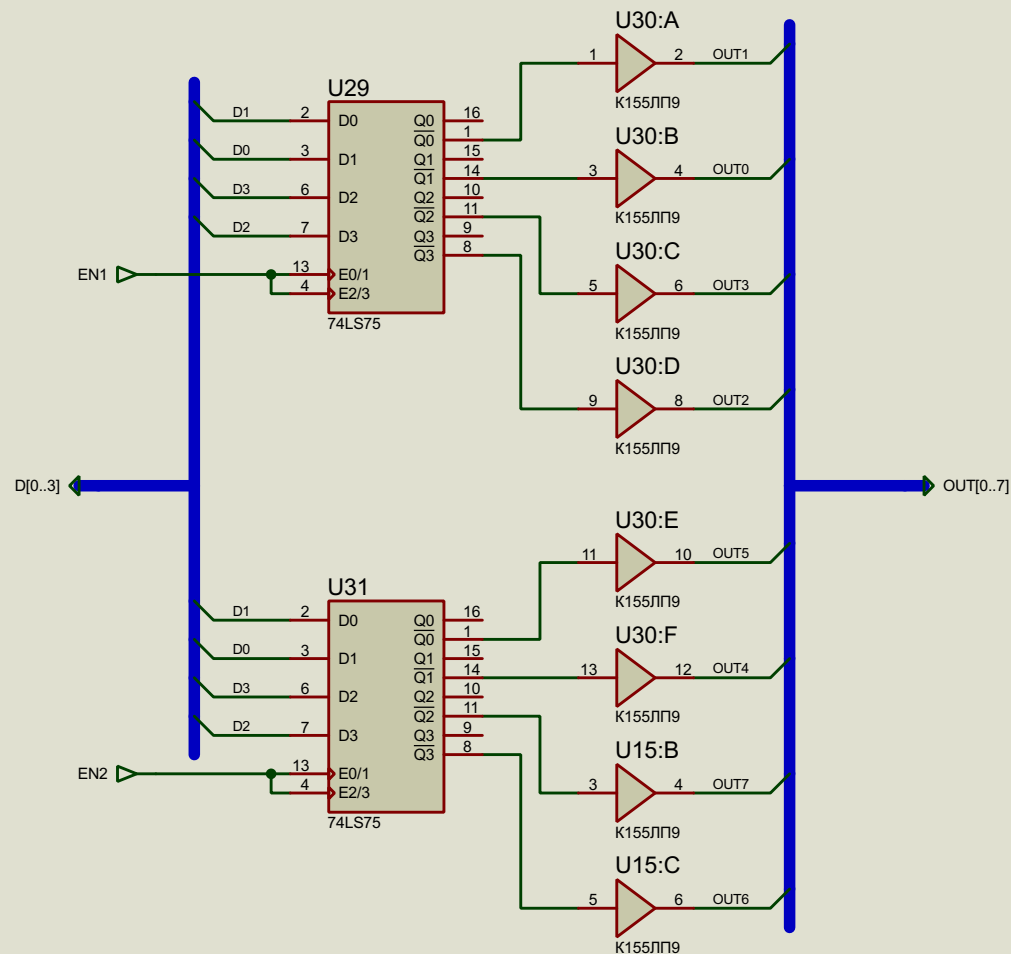 U30:A
1 2 OUT1
К155ЛП9
U29
D1 2 D0 Q0 16
Q0 1
D0 3 D1 Q1 15
Q1 14
D3 6 D2 Q2 10
Q2 11
D2 7 D3 Q3 9
Q3 8
EN1 13 E0/1
4 E2/3
74LS75
U30:B
3 4 OUT0
К155ЛП9
U30:C
5 6 OUT3
К155ЛП9
U30:D
9 8 OUT2
К155ЛП9
D[0..3]
OUT[0..7]
U30:E
11 10 OUT5
К155ЛП9
U31
D1 2 D0 Q0 16
Q0 1
D0 3 D1 Q1 15
Q1 14
D3 6 D2 Q2 10
Q2 11
D2 7 D3 Q3 9
Q3 8
EN2 13 E0/1
4 E2/3
74LS75
U30:F
13 12 OUT4
К155ЛП9
U15:B
3 4 OUT7
К155ЛП9
U15:C
5 6 OUT6
К155ЛП9